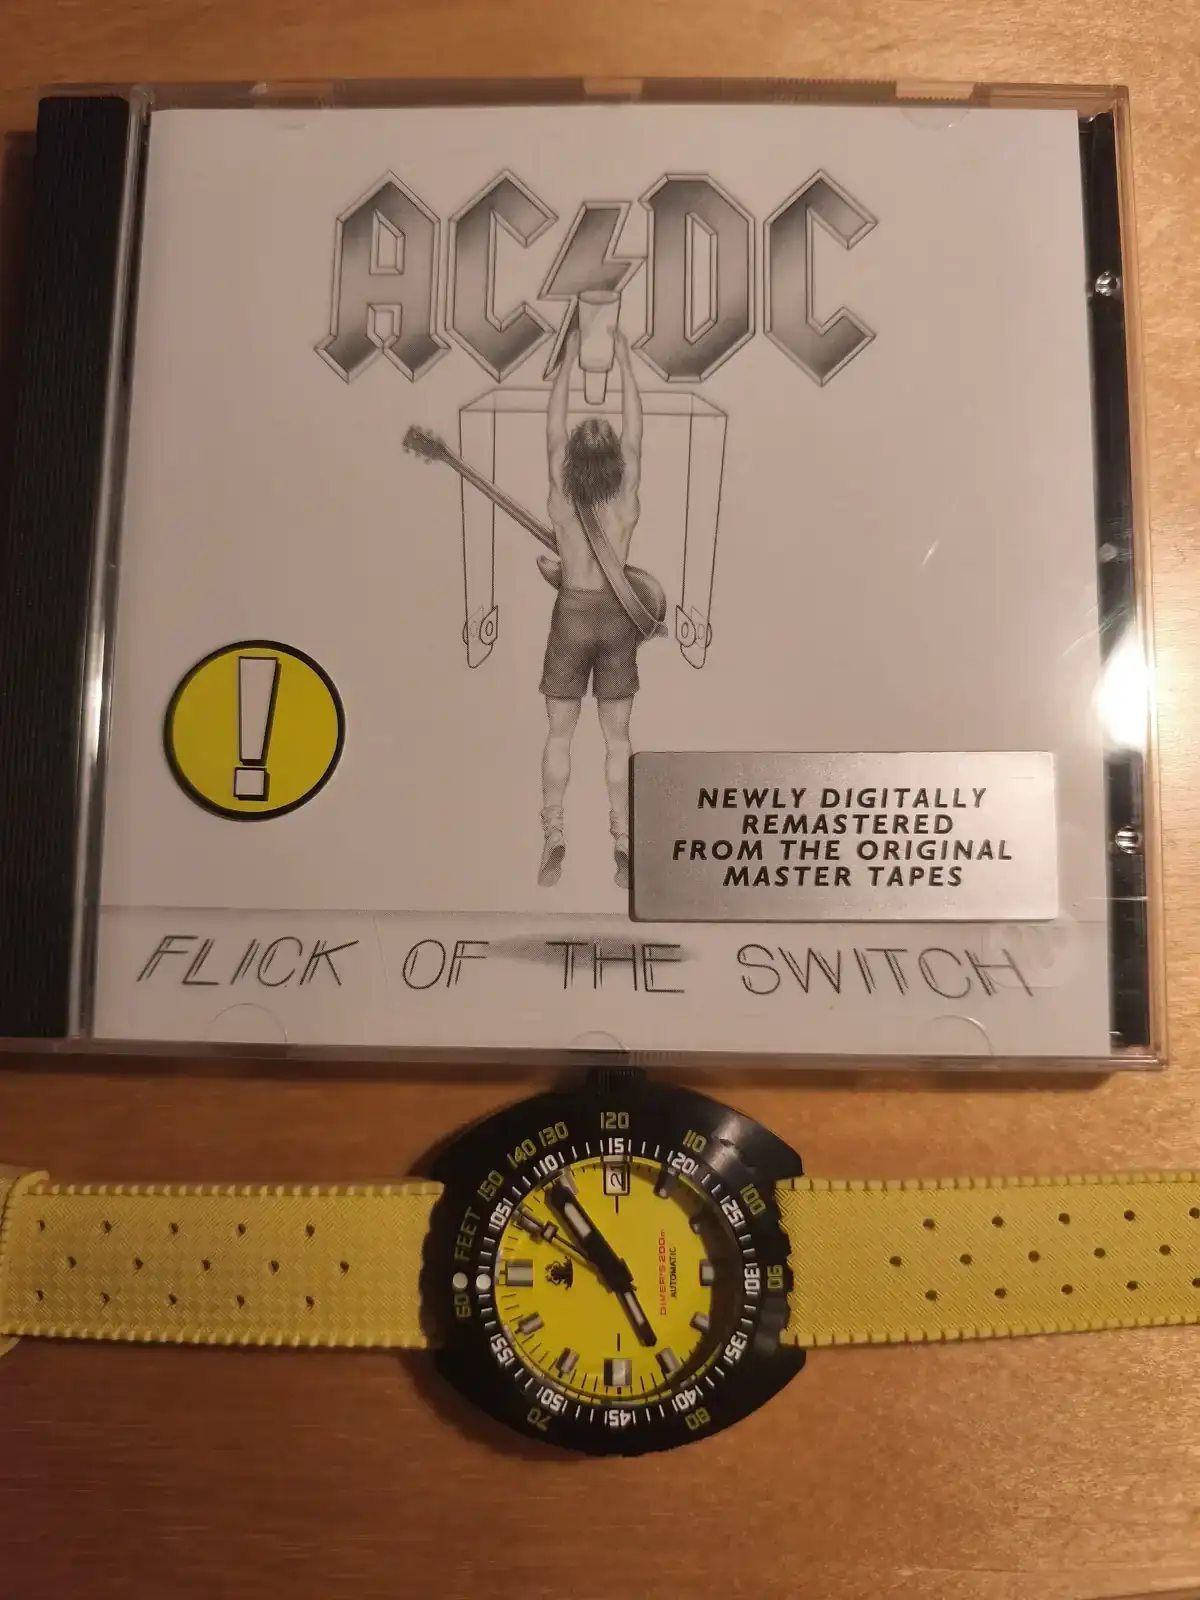 AC DC
!
NEWLY DIGITALLY
REMASTERED
FROM THE ORIGINAL
MASTER TAPES
FLICK OF THE SWITCH
FEET 150 140 130 120 110 100 90 80 70 60
105 10 15 20 25 30 35 40 45 50 55
21
DIVER'S 200m
AUTOMATIC